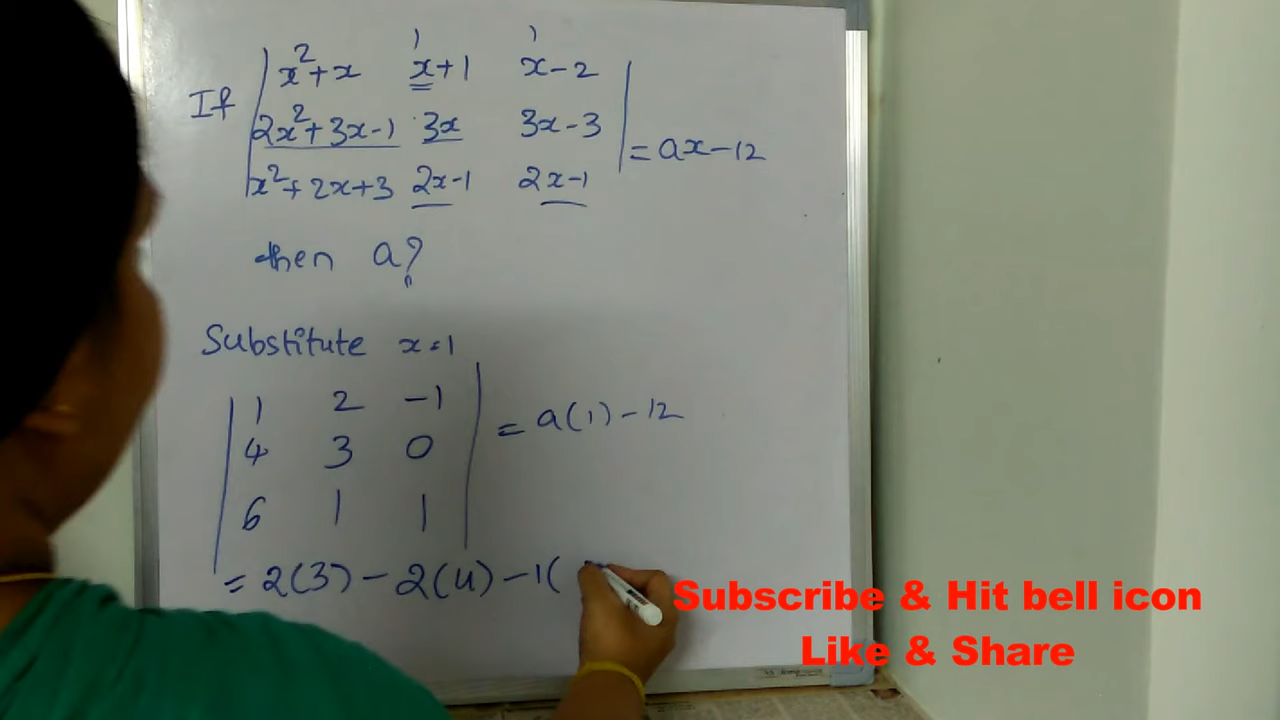 If | x²+x x+1 x-2 |
| 2x²+3x-1 3x 3x-3 | = ax-12
| x²+2x+3 2x-1 2x-1 |
then a?
Substitute x=1
| 1 2 -1 |
| 4 3 0 | = a(1)-12
| 6 1 1 |
= 2(3) - 2(4) -1(
Subscribe & Hit bell icon
Like & Share